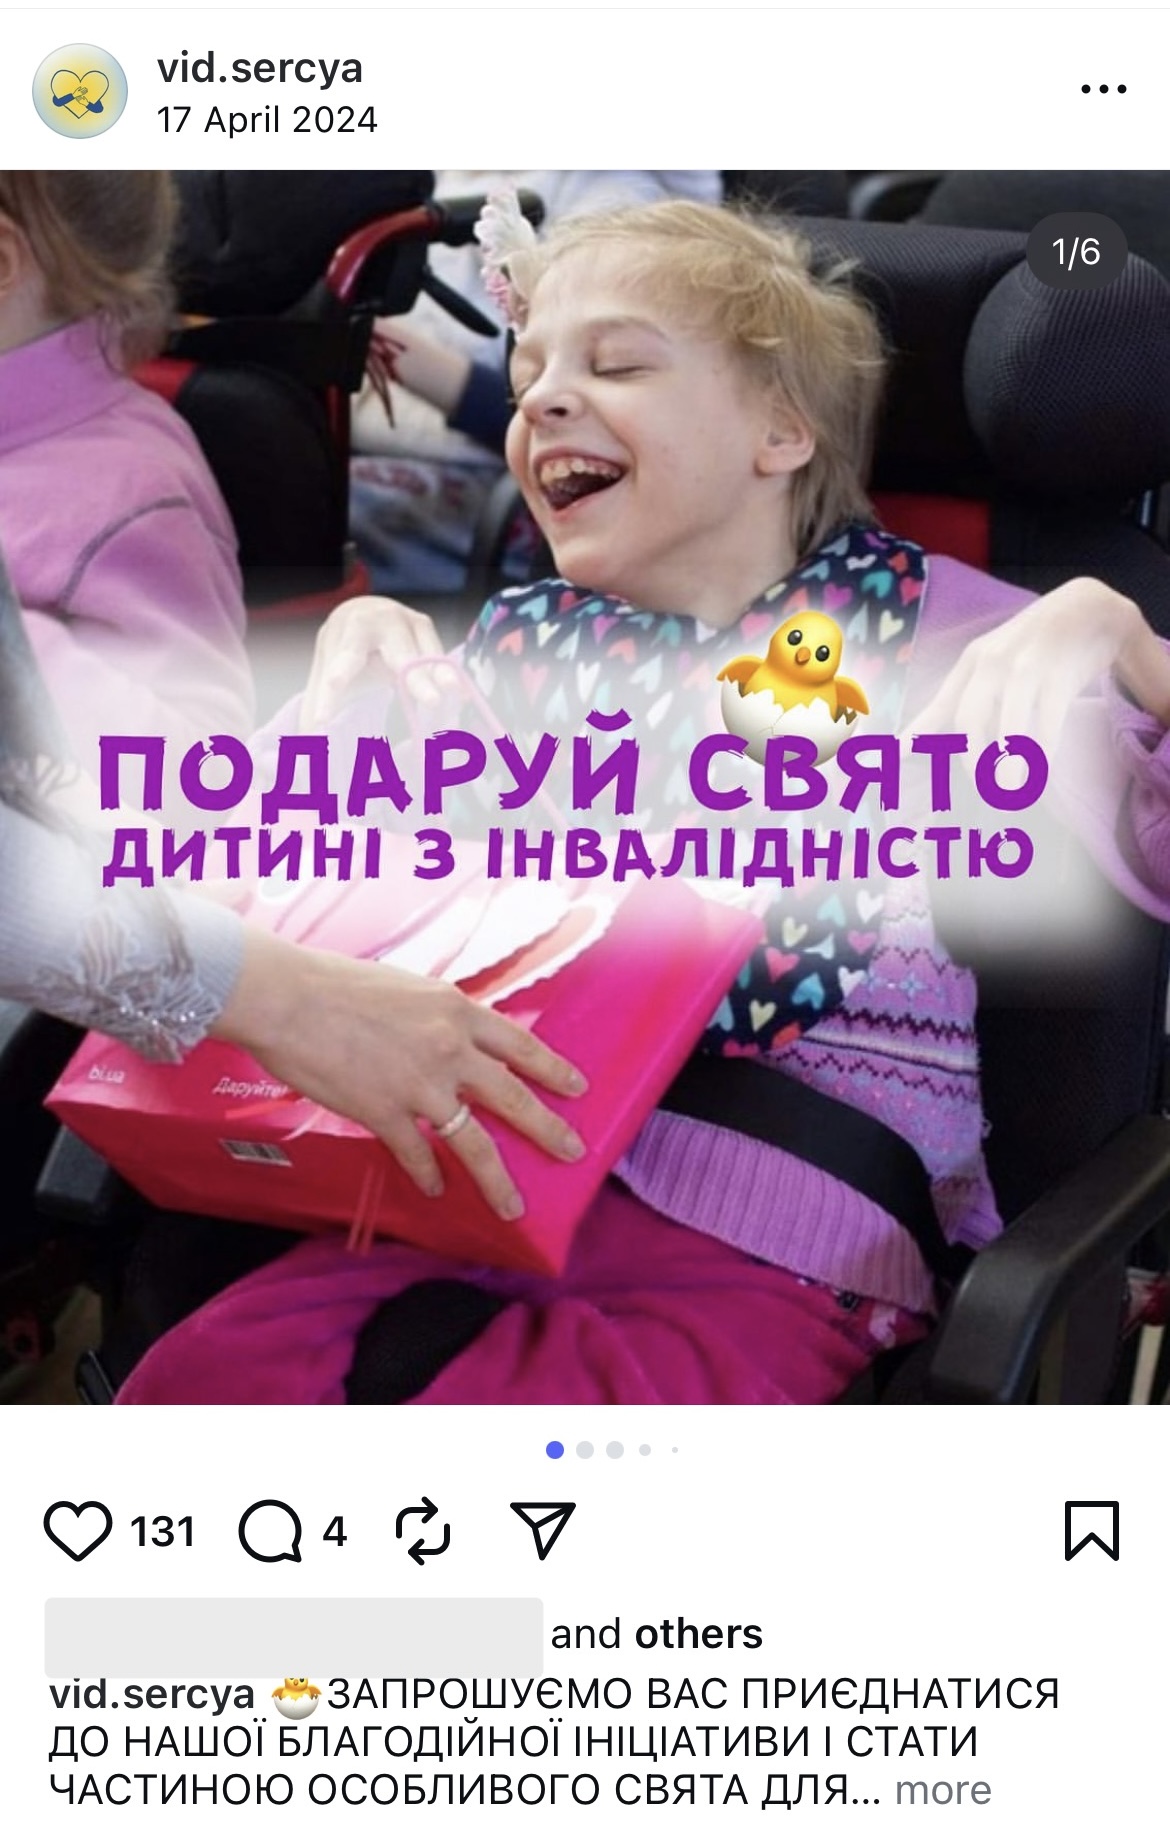 vid.sercya
17 April 2024
1/6
ПОДАРУЙ СВЯТО
ДИТИНІ З ІНВАЛІДНІСТЮ
bi.ua
Даруйте!
131 4
and others
vid.sercya 🐣ЗАПРОШУЄМО ВАС ПРИЄДНАТИСЯ
ДО НАШОЇ БЛАГОДІЙНОЇ ІНІЦІАТИВИ І СТАТИ
ЧАСТИНОЮ ОСОБЛИВОГО СВЯТА ДЛЯ... more